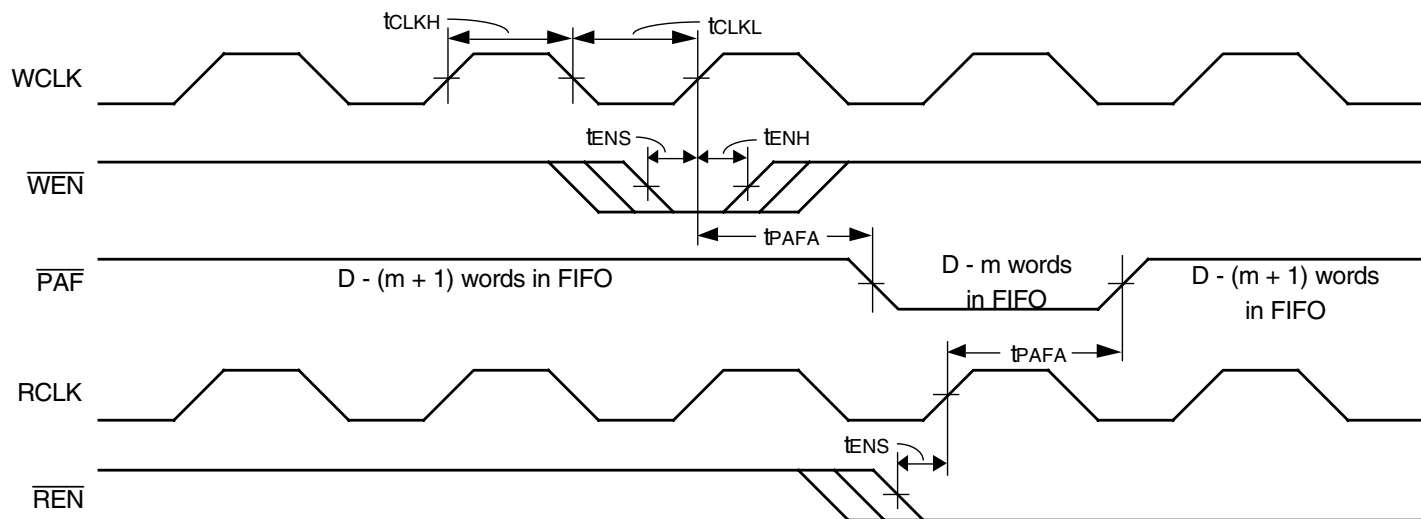 tCLKH
tCLKL
WCLK
tENS
tENH
WEN
tPAFA
PAF
D - (m + 1) words in FIFO
D - m words
in FIFO
D - (m + 1) words
in FIFO
tPAFA
RCLK
tENS
REN